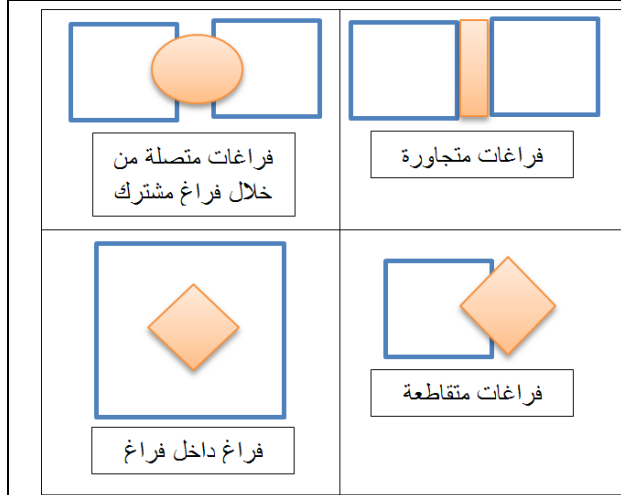 فراغات متجاورة
فراغات متصلة من
خلال فراغ مشترك
فراغات متقاطعة
فراغ داخل فراغ